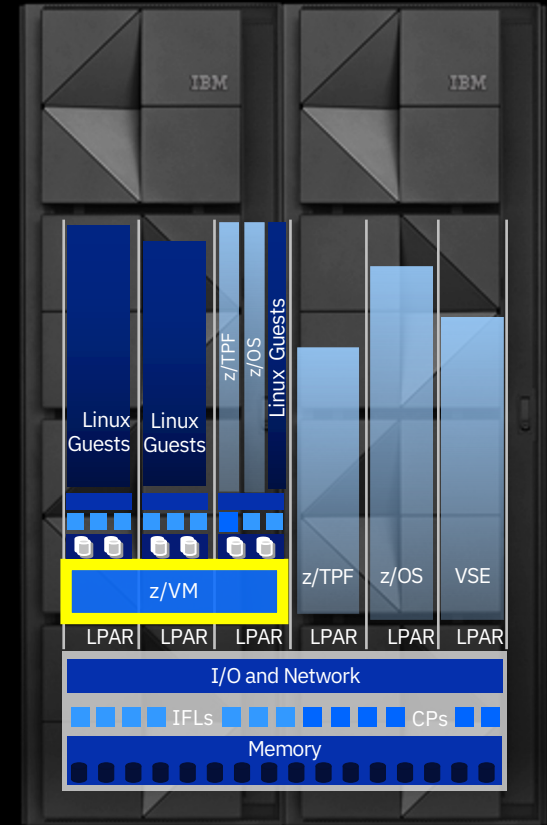 IBM
IBM
z/TPF
z/OS
Linux Guests
Linux
Guests
Linux
Guests
z/VM
z/TPF
z/OS
VSE
LPAR
LPAR
LPAR
LPAR
LPAR
LPAR
I/O and Network
IFLs
CPs
Memory